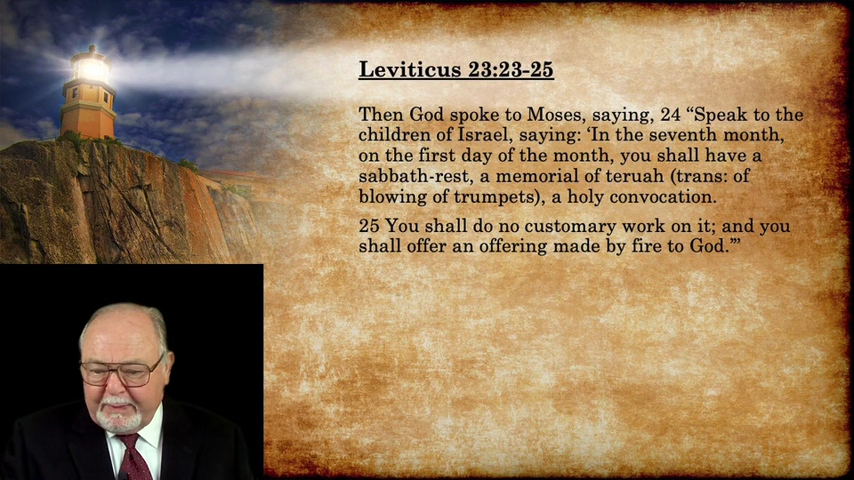 Leviticus 23:23-25
Then God spoke to Moses, saying, 24 “Speak to the
children of Israel, saying: ‘In the seventh month,
on the first day of the month, you shall have a
sabbath-rest, a memorial of teruah (trans: of
blowing of trumpets), a holy convocation.
25 You shall do no customary work on it; and you
shall offer an offering made by fire to God.’”